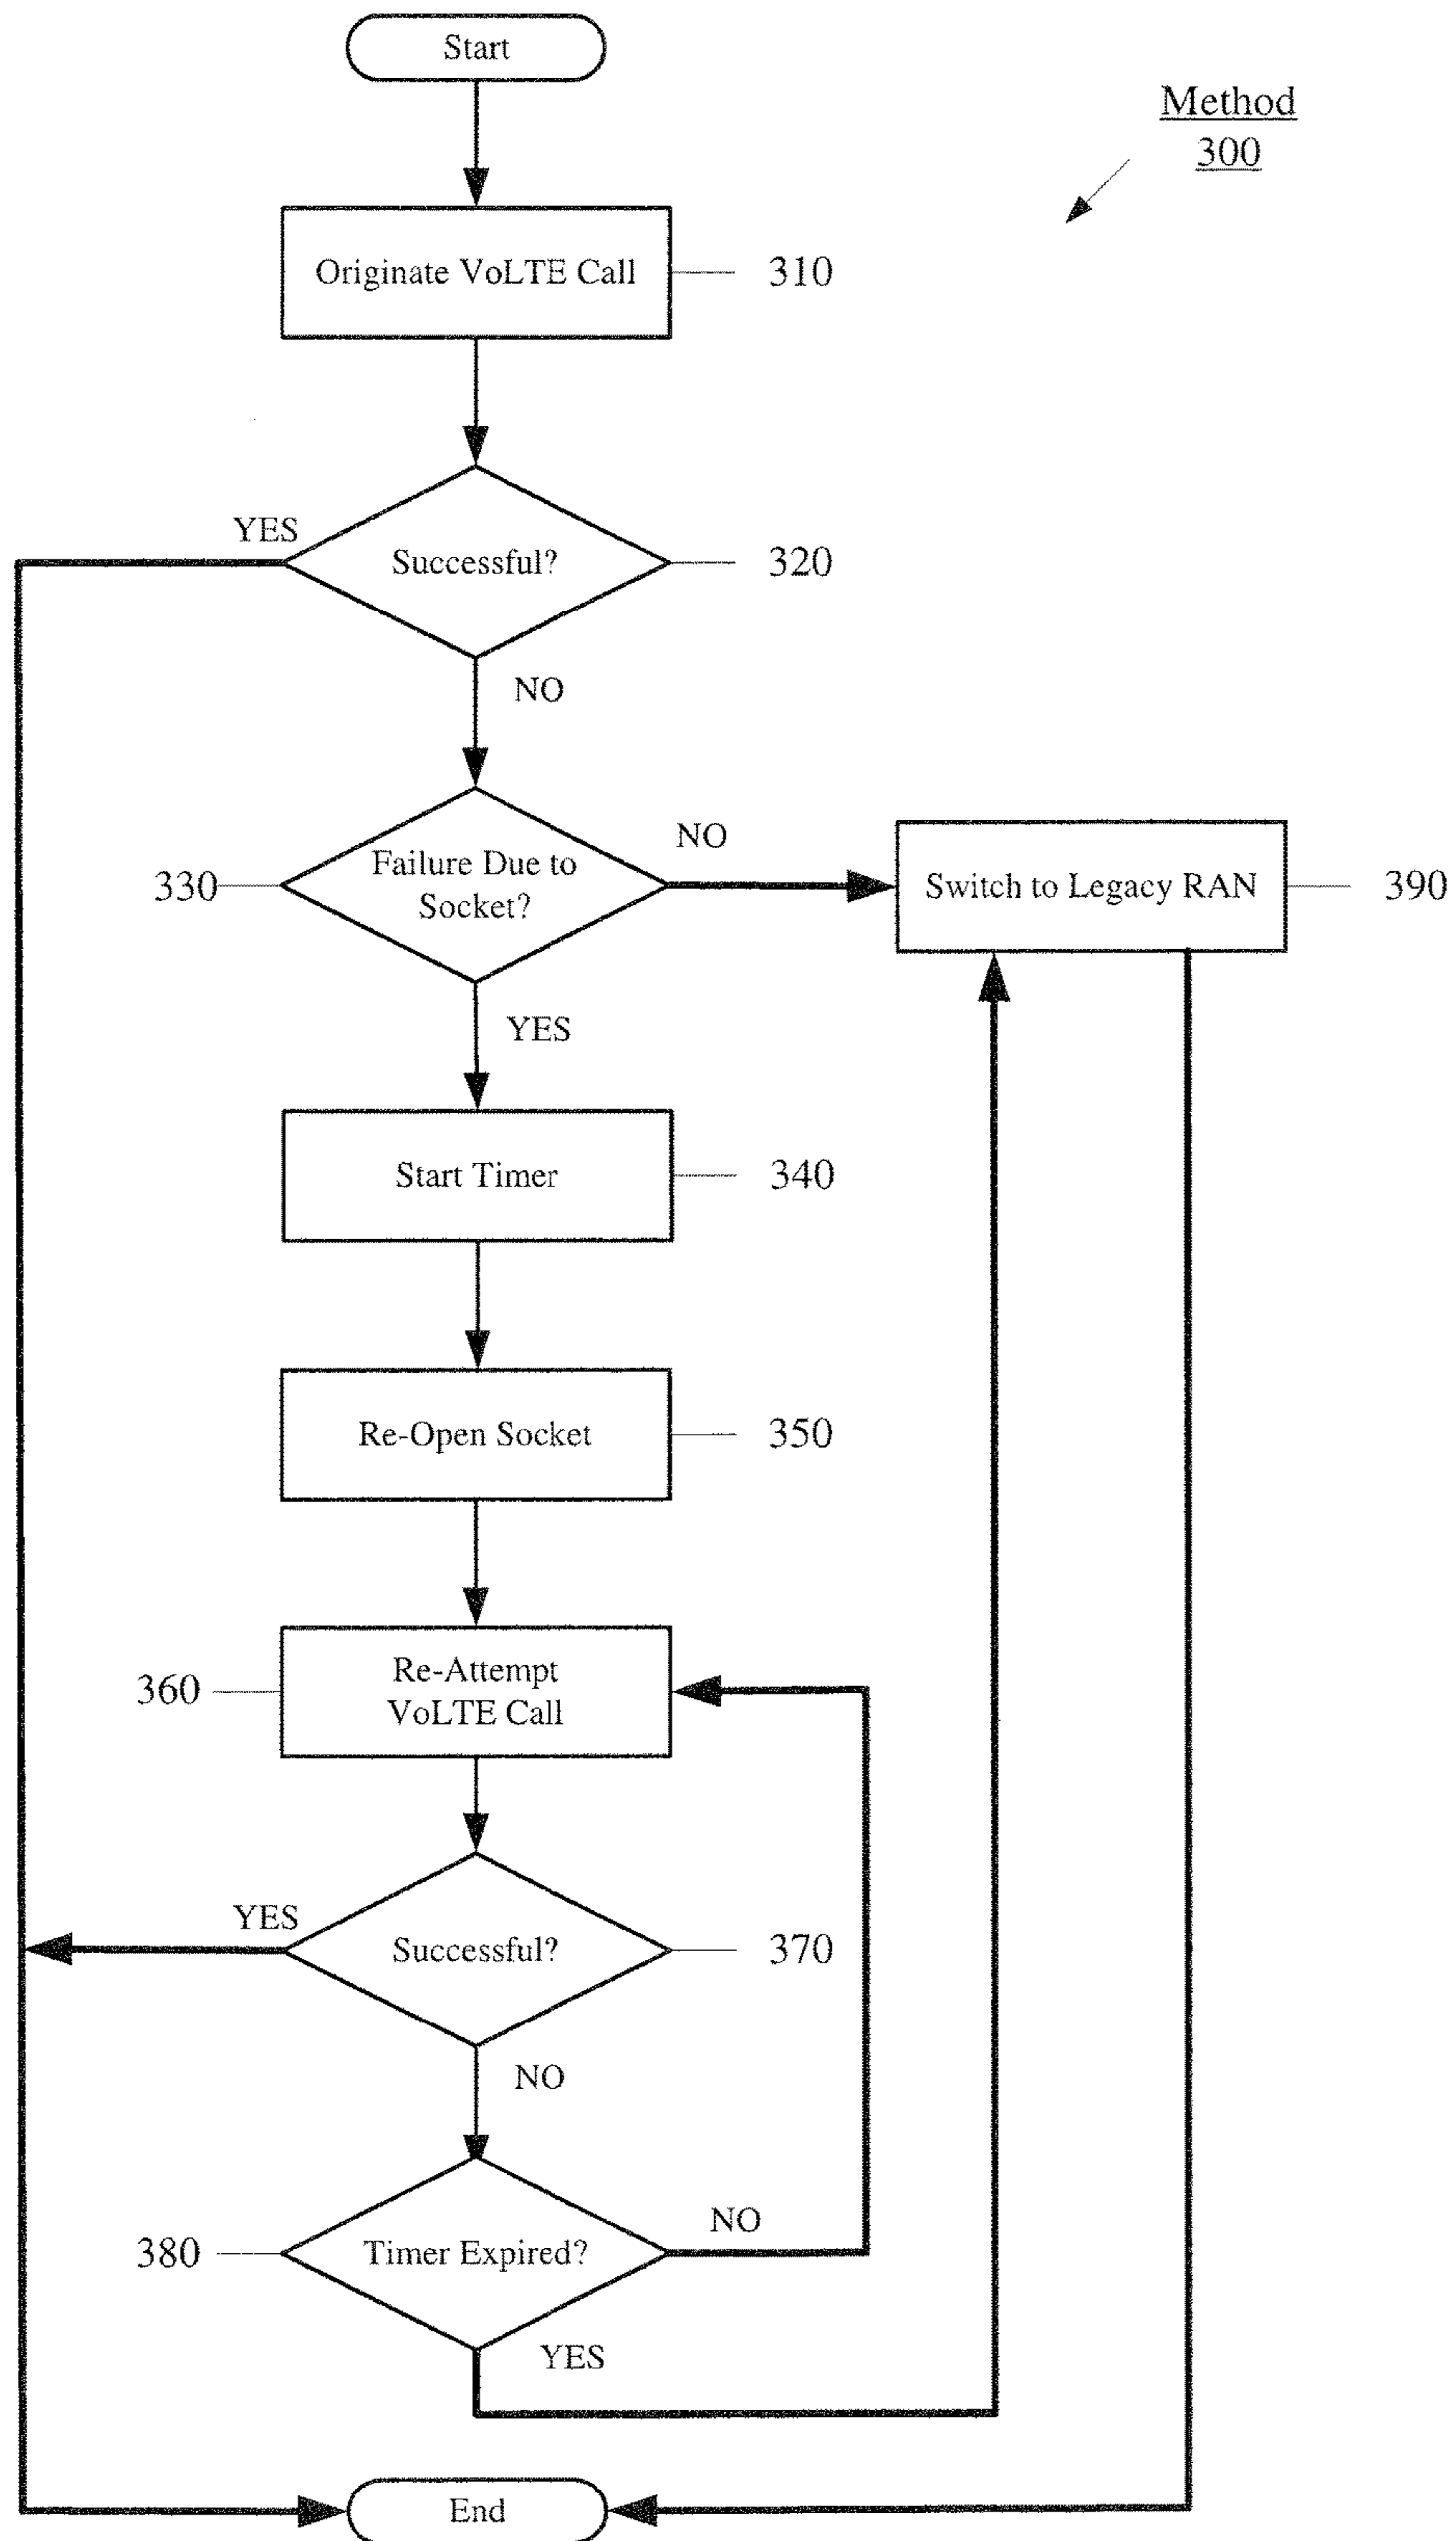 Start
Method
300
Originate VoLTE Call
310
YES
Successful?
320
NO
NO
330
Failure Due to
Socket?
Switch to Legacy RAN
390
YES
Start Timer
340
Re-Open Socket
350
360
Re-Attempt
VoLTE Call
YES
Successful?
370
NO
NO
380
Timer Expired?
YES
End